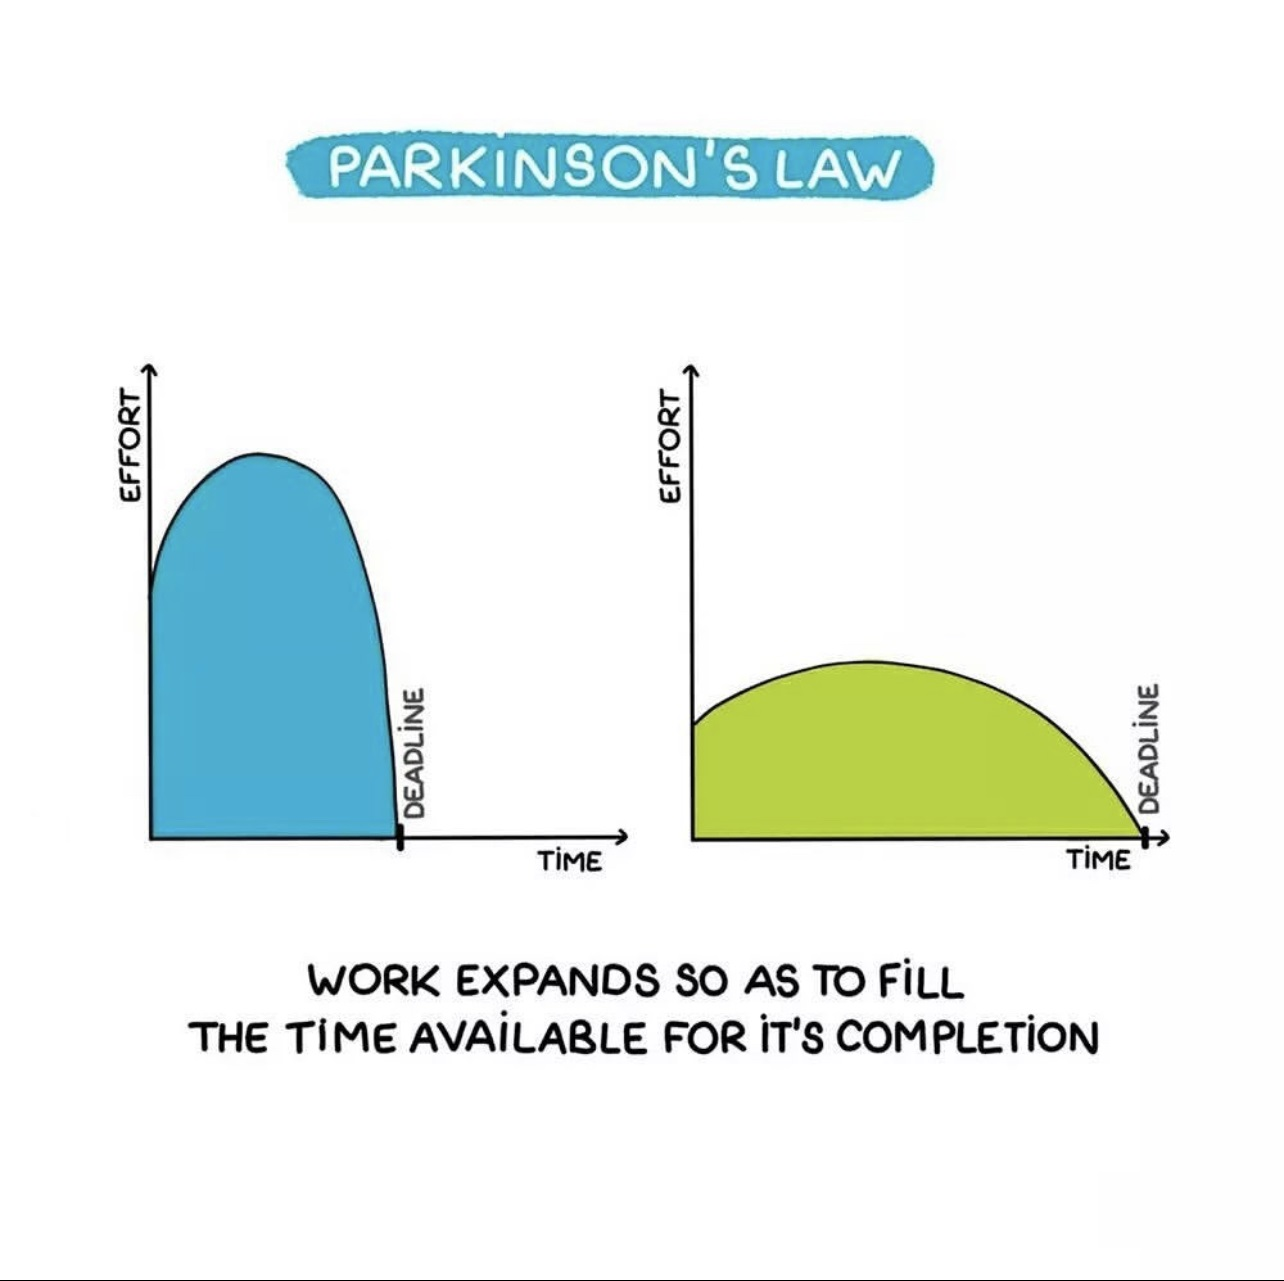 PARKINSON'S LAW
EFFORT
DEADLINE
TIME
EFFORT
DEADLINE
TIME
WORK EXPANDS SO AS TO FILL
THE TIME AVAILABLE FOR IT'S COMPLETION